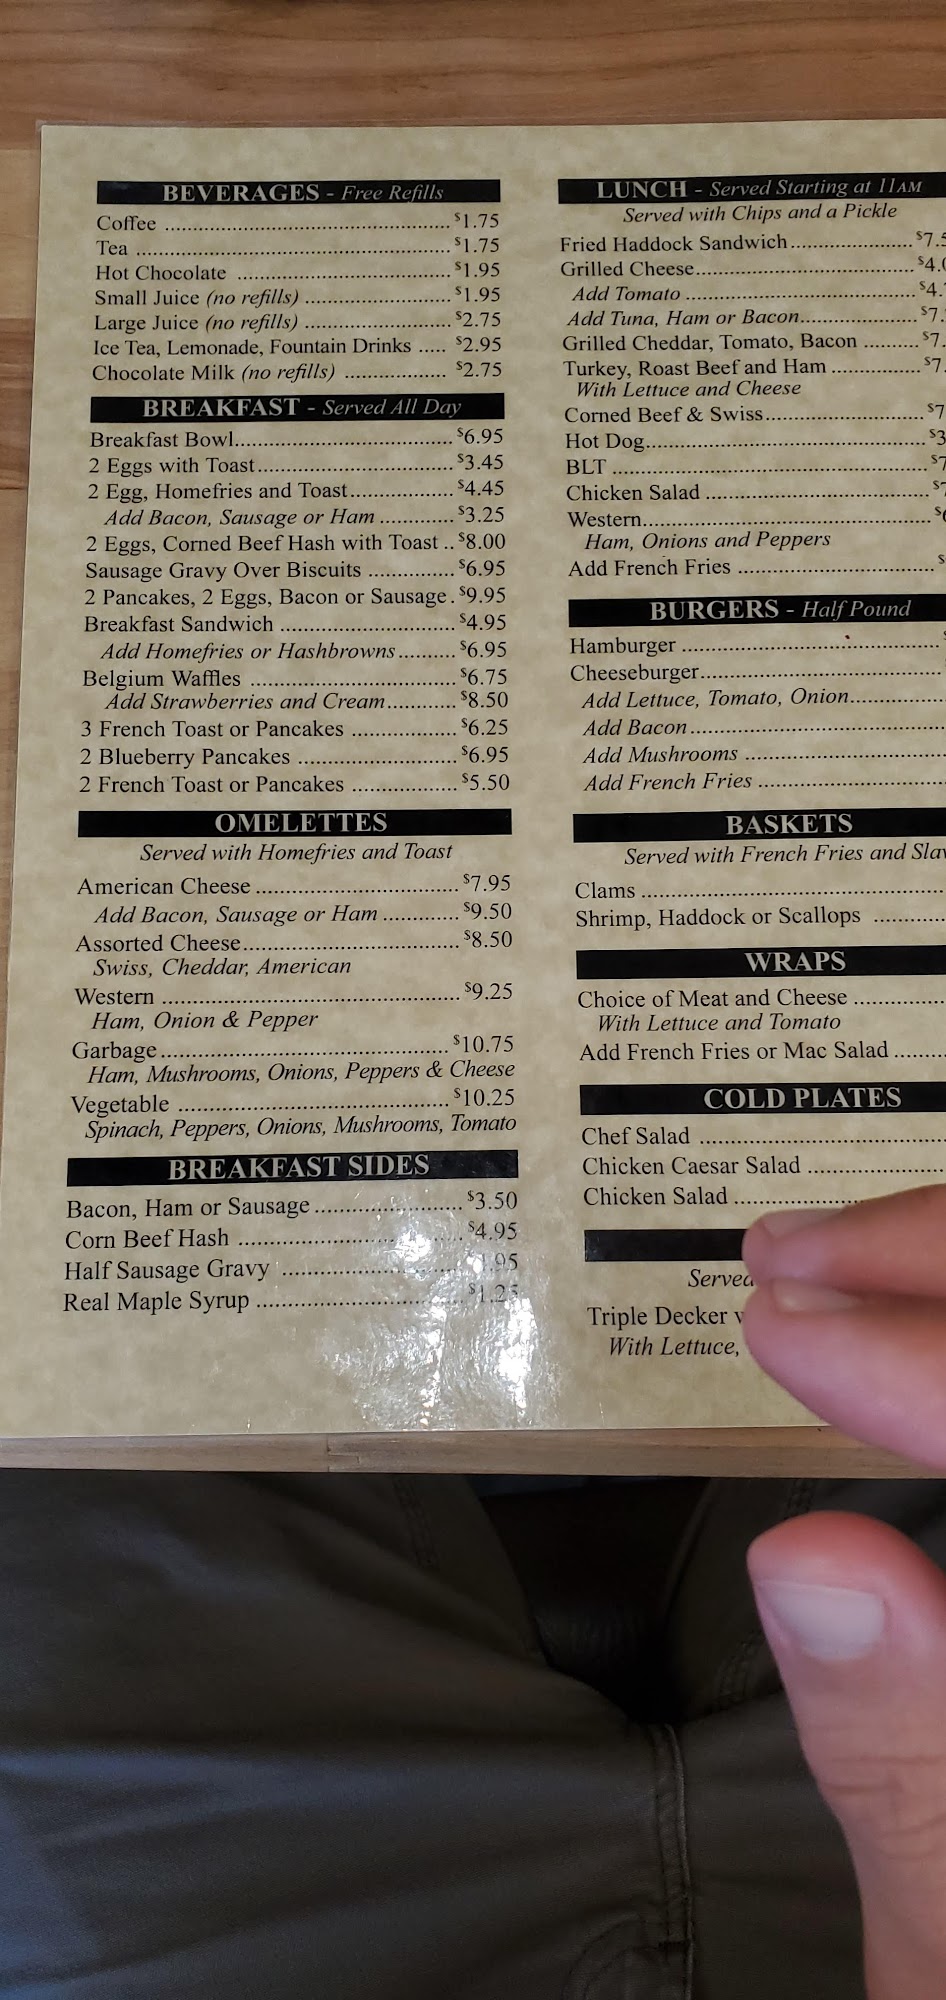 BEVERAGES - Free Refills
Coffee $1.75
Tea $1.75
Hot Chocolate $1.95
Small Juice (no refills) $1.95
Large Juice (no refills) $2.75
Ice Tea, Lemonade, Fountain Drinks $2.95
Chocolate Milk (no refills) $2.75
BREAKFAST - Served All Day
Breakfast Bowl $6.95
2 Eggs with Toast $3.45
2 Egg, Homefries and Toast $4.45
Add Bacon, Sausage or Ham $3.25
2 Eggs, Corned Beef Hash with Toast $8.00
Sausage Gravy Over Biscuits $6.95
2 Pancakes, 2 Eggs, Bacon or Sausage $9.95
Breakfast Sandwich $4.95
Add Homefries or Hashbrowns $6.95
Belgium Waffles $6.75
Add Strawberries and Cream $8.50
3 French Toast or Pancakes $6.25
2 Blueberry Pancakes $6.95
2 French Toast or Pancakes $5.50
OMELETTES
Served with Homefries and Toast
American Cheese $7.95
Add Bacon, Sausage or Ham $9.50
Assorted Cheese $8.50
Swiss, Cheddar, American
Western $9.25
Ham, Onion & Pepper
Garbage $10.75
Ham, Mushrooms, Onions, Peppers & Cheese
Vegetable $10.25
Spinach, Peppers, Onions, Mushrooms, Tomato
BREAKFAST SIDES
Bacon, Ham or Sausage $3.50
Corn Beef Hash $4.95
Half Sausage Gravy
Real Maple Syrup $1.25
LUNCH - Served Starting at 11AM
Served with Chips and a Pickle
Fried Haddock Sandwich
Grilled Cheese
Add Tomato
Add Tuna, Ham or Bacon
Grilled Cheddar, Tomato, Bacon
Turkey, Roast Beef and Ham
With Lettuce and Cheese
Corned Beef & Swiss
Hot Dog
BLT
Chicken Salad
Western
Ham, Onions and Peppers
Add French Fries
BURGERS - Half Pound
Hamburger
Cheeseburger
Add Lettuce, Tomato, Onion
Add Bacon
Add Mushrooms
Add French Fries
BASKETS
Served with French Fries and
Clams
Shrimp, Haddock or Scallops
WRAPS
Choice of Meat and Cheese
With Lettuce and Tomato
Add French Fries or Mac Salad
COLD PLATES
Chef Salad
Chicken Caesar Salad
Chicken Salad
Served
Triple Decker
With Lettuce,